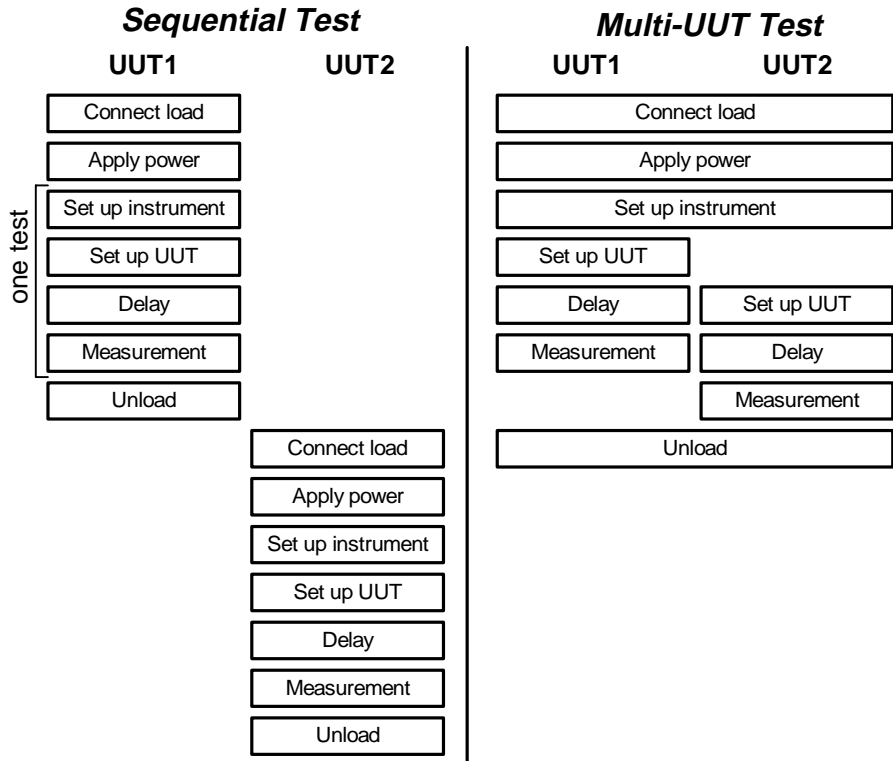 Sequential Test
UUT1
UUT2
Connect load
Apply power
one test
Set up instrument
Set up UUT
Delay
Measurement
Unload
Connect load
Apply power
Set up instrument
Set up UUT
Delay
Measurement
Unload
Multi-UUT Test
UUT1
UUT2
Connect load
Apply power
Set up instrument
Set up UUT
Delay
Set up UUT
Measurement
Delay
Measurement
Unload